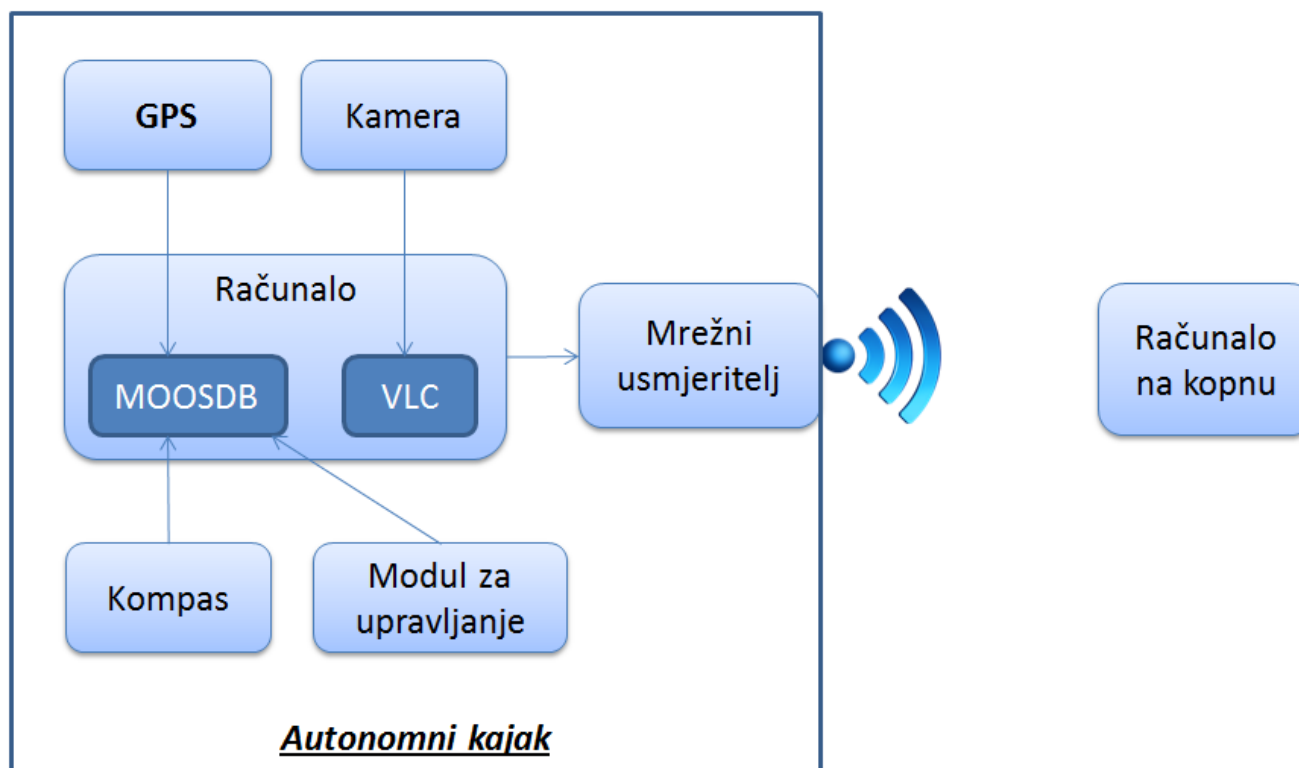 GPS
Kamera
Računalo
MOOSDB
VLC
Mrežni
usmjeritelj
Računalo
na kopnu
Kompas
Modul za
upravljanje
Autonomni kajak